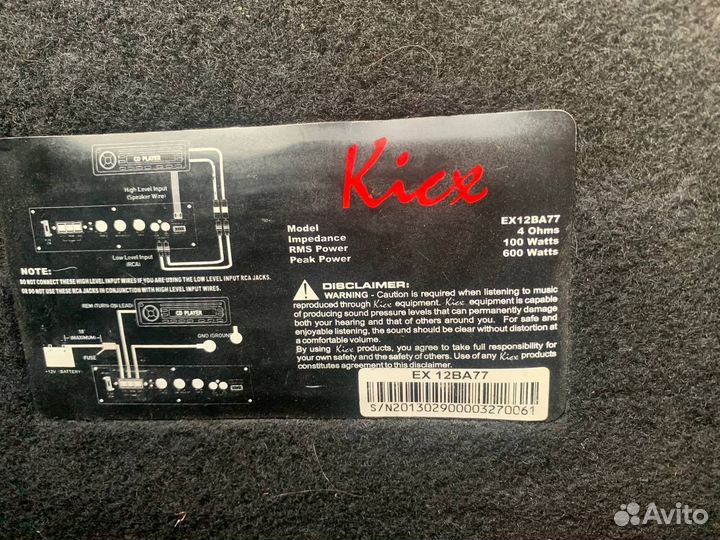 CD PLAYER
High Level Input
(Speaker Wire)
Low Level Input
(RCA)
NOTE:
DO NOT CONNECT THESE HIGH LEVEL INPUT WIRES IF YOU ARE USING THE LOW LEVEL INPUT RCA JACKS.
OR DO NOT USE THESE RCA JACKS IN CONJUNCTION WITH HIGH LEVEL INPUT WIRES.
REM (TURN-ON LEAD)
CD PLAYER
18"
(MAXIMUM)
GND (GROUND)
FUSE
+12V (BATTERY)
Kicx
Model EX12BA77
Impedance 4 Ohms
RMS Power 100 Watts
Peak Power 600 Watts
DISCLAIMER:
WARNING - Caution is required when listening to music
reproduced through Kicx equipment. Kicx equipment is capable
of producing sound pressure levels that can permanently damage
both your hearing and that of others around you. For safe and
enjoyable listening, the sound should be clear without distortion at
a comfortable volume.
By using Kicx products, you agree to take full responsibility for
your own safety and the safety of others. Use of any Kicx products
constitutes agreement to this disclaimer.
EX 12BA77
S/N201302900003270061
Avito